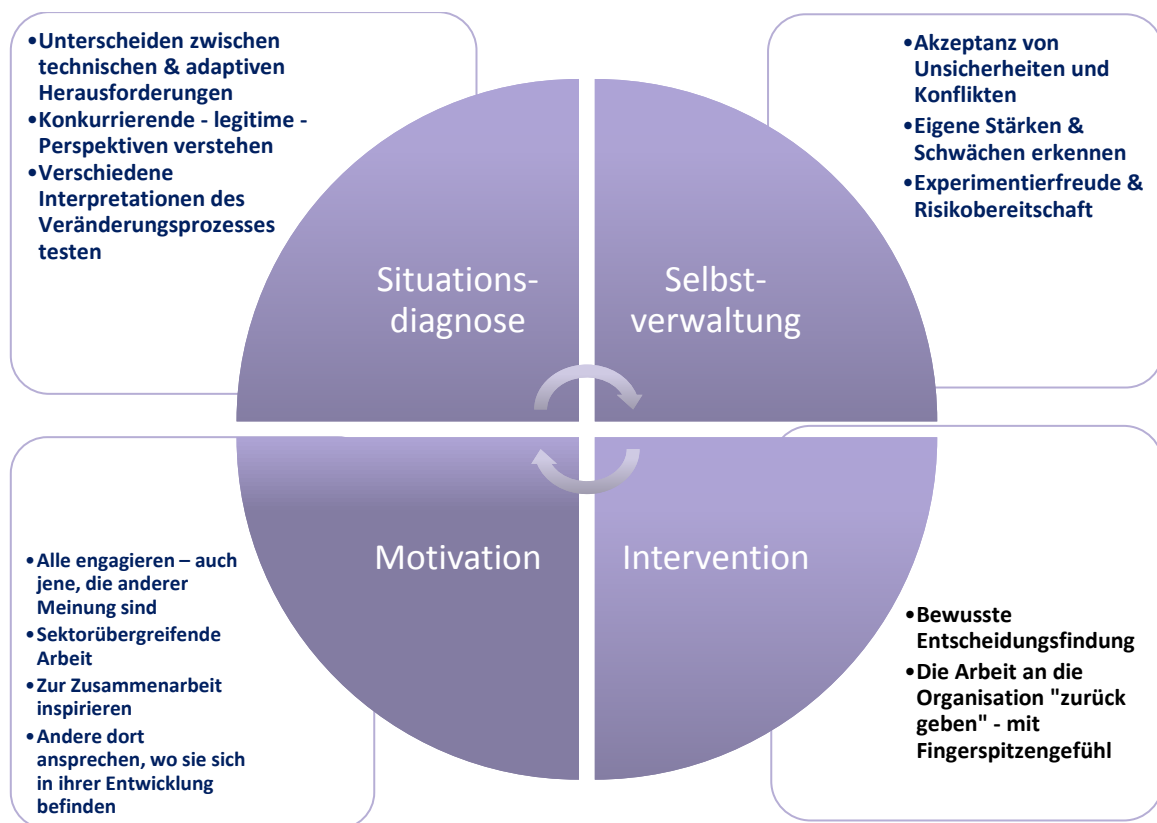 •Unterscheiden zwischen
technischen & adaptiven
Herausforderungen
•Konkurrierende - legitime -
Perspektiven verstehen
•Verschiedene
Interpretationen des
Veränderungsprozesses
testen
•Akzeptanz von
Unsicherheiten und
Konflikten
•Eigene Stärken &
Schwächen erkennen
•Experimentierfreude &
Risikobereitschaft
Situations-
diagnose
Selbst-
verwaltung
Motivation
Intervention
•Alle engagieren – auch
jene, die anderer
Meinung sind
•Sektorübergreifende
Arbeit
•Zur Zusammenarbeit
inspirieren
•Andere dort
ansprechen, wo sie sich
in ihrer Entwicklung
befinden
•Bewusste
Entscheidungsfindung
•Die Arbeit an die
Organisation "zurück
geben" - mit
Fingerspitzengefühl